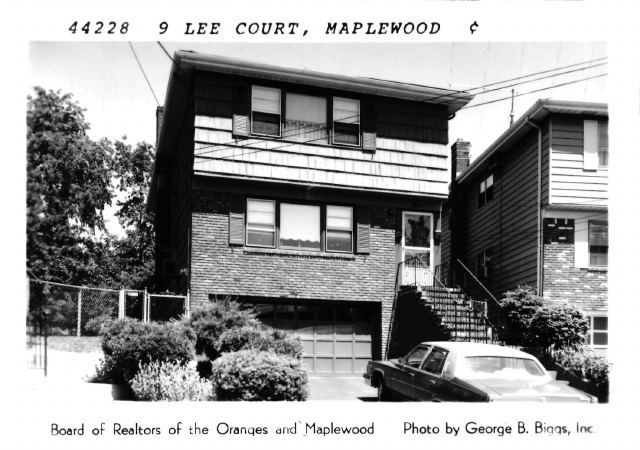 44228 9 LEE COURT, MAPLEWOOD ¢
Board of Realtors of the Oranges and Maplewood Photo by George B. Biggs, Inc.